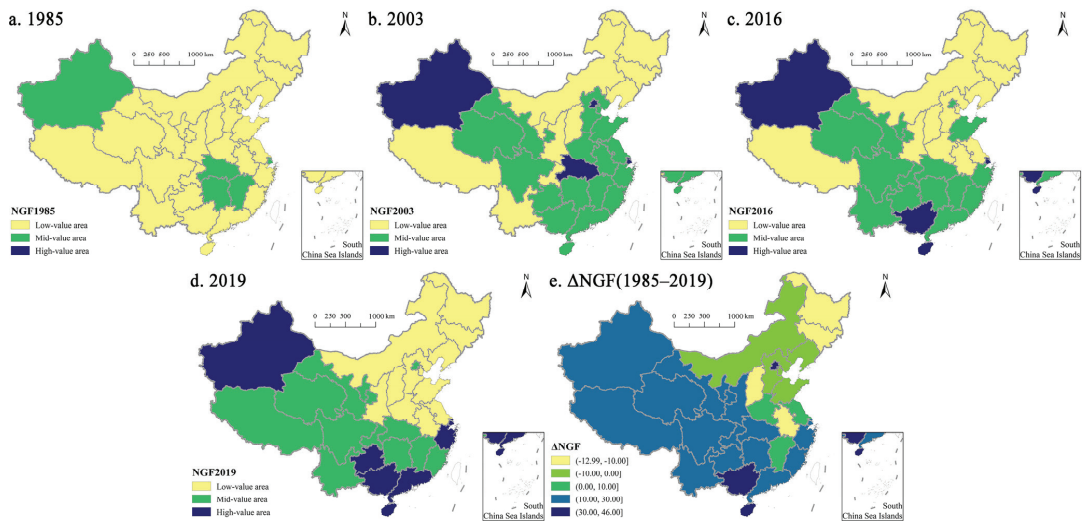 a. 1985
N
0 250 500 1000 km
NGF1985
Low-value area
Mid-value area
High-value area
South
China Sea Islands
b. 2003
N
0 250 500 1000 km
NGF2003
Low-value area
Mid-value area
High-value area
South
China Sea Islands
c. 2016
N
0 250 500 1000 km
NGF2016
Low-value area
Mid-value area
High-value area
South
China Sea Islands
d. 2019
N
0 250 500 1000 km
NGF2019
Low-value area
Mid-value area
High-value area
South
China Sea Islands
e. ΔNGF(1985–2019)
N
0 250 500 1000 km
ΔNGF
(-12.99, -10.00]
(-10.00, 0.00]
(0.00, 10.00]
(10.00, 30.00]
(30.00, 46.00]
South
China Sea Islands